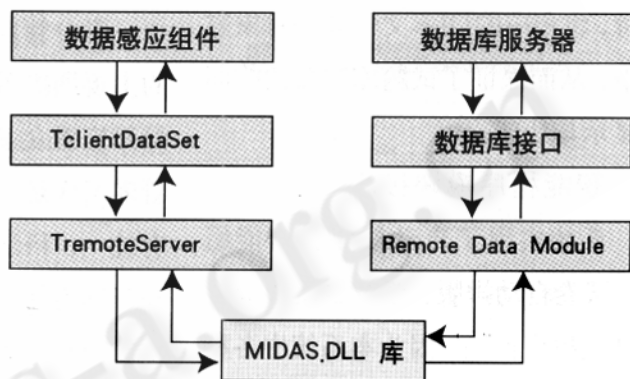 数据感应组件
数据库服务器
TclientDataSet
数据库接口
TremoteServer
Remote Data Module
MIDAS.DLL 库